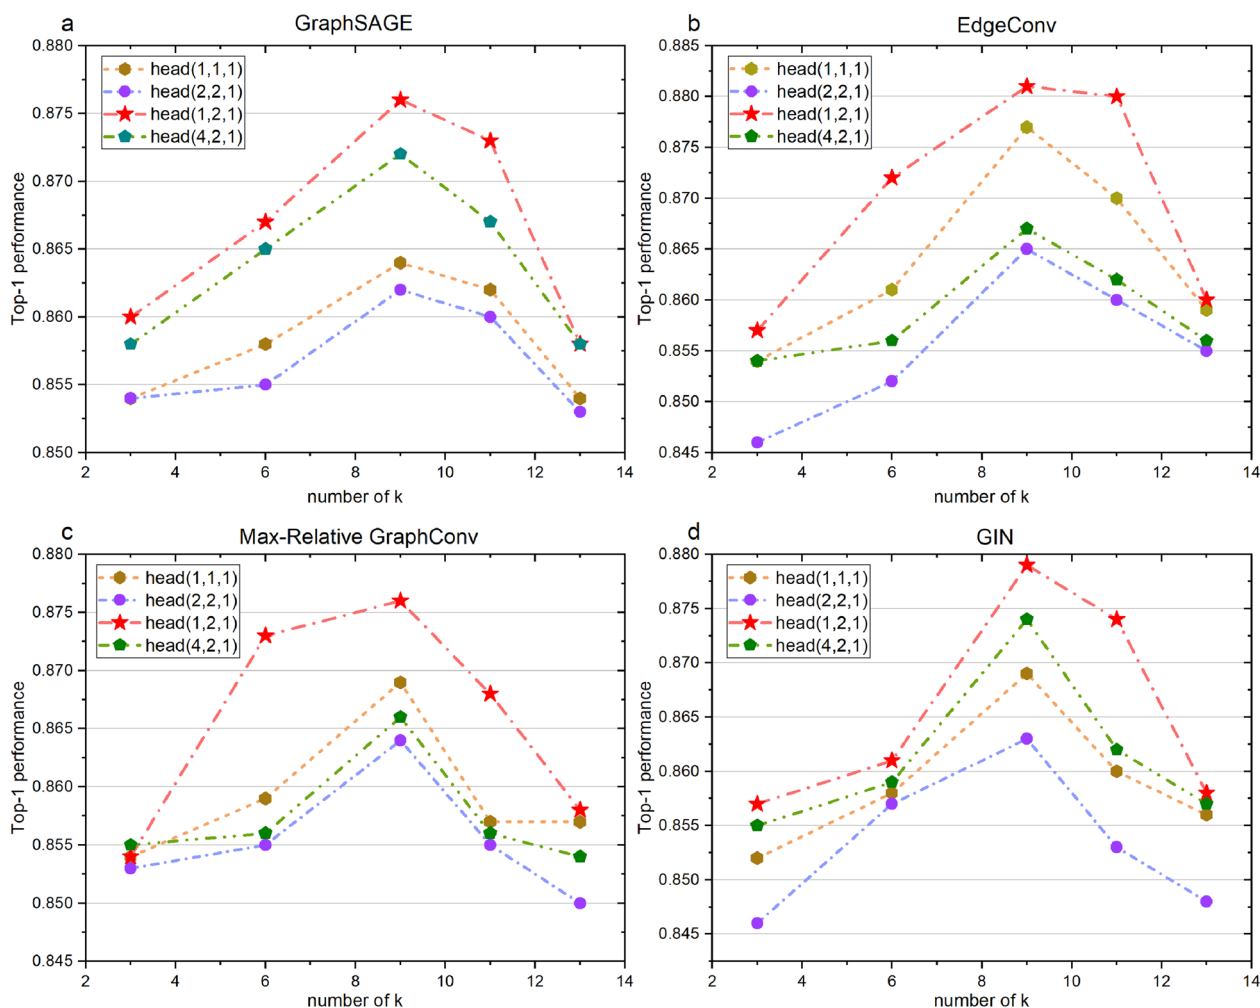 a
GraphSAGE
0.880
0.875
0.870
0.865
0.860
0.855
0.850
Top-1 performance
head(1,1,1)
head(2,2,1)
head(1,2,1)
head(4,2,1)
2 4 6 8 10 12 14
number of k
b
EdgeConv
0.885
0.880
0.875
0.870
0.865
0.860
0.855
0.850
0.845
Top-1 performance
head(1,1,1)
head(2,2,1)
head(1,2,1)
head(4,2,1)
2 4 6 8 10 12 14
number of k
c
Max-Relative GraphConv
0.880
0.875
0.870
0.865
0.860
0.855
0.850
0.845
Top-1 performance
head(1,1,1)
head(2,2,1)
head(1,2,1)
head(4,2,1)
2 4 6 8 10 12 14
number of k
d
GIN
0.880
0.875
0.870
0.865
0.860
0.855
0.850
0.845
Top-1 performance
head(1,1,1)
head(2,2,1)
head(1,2,1)
head(4,2,1)
2 4 6 8 10 12 14
number of k